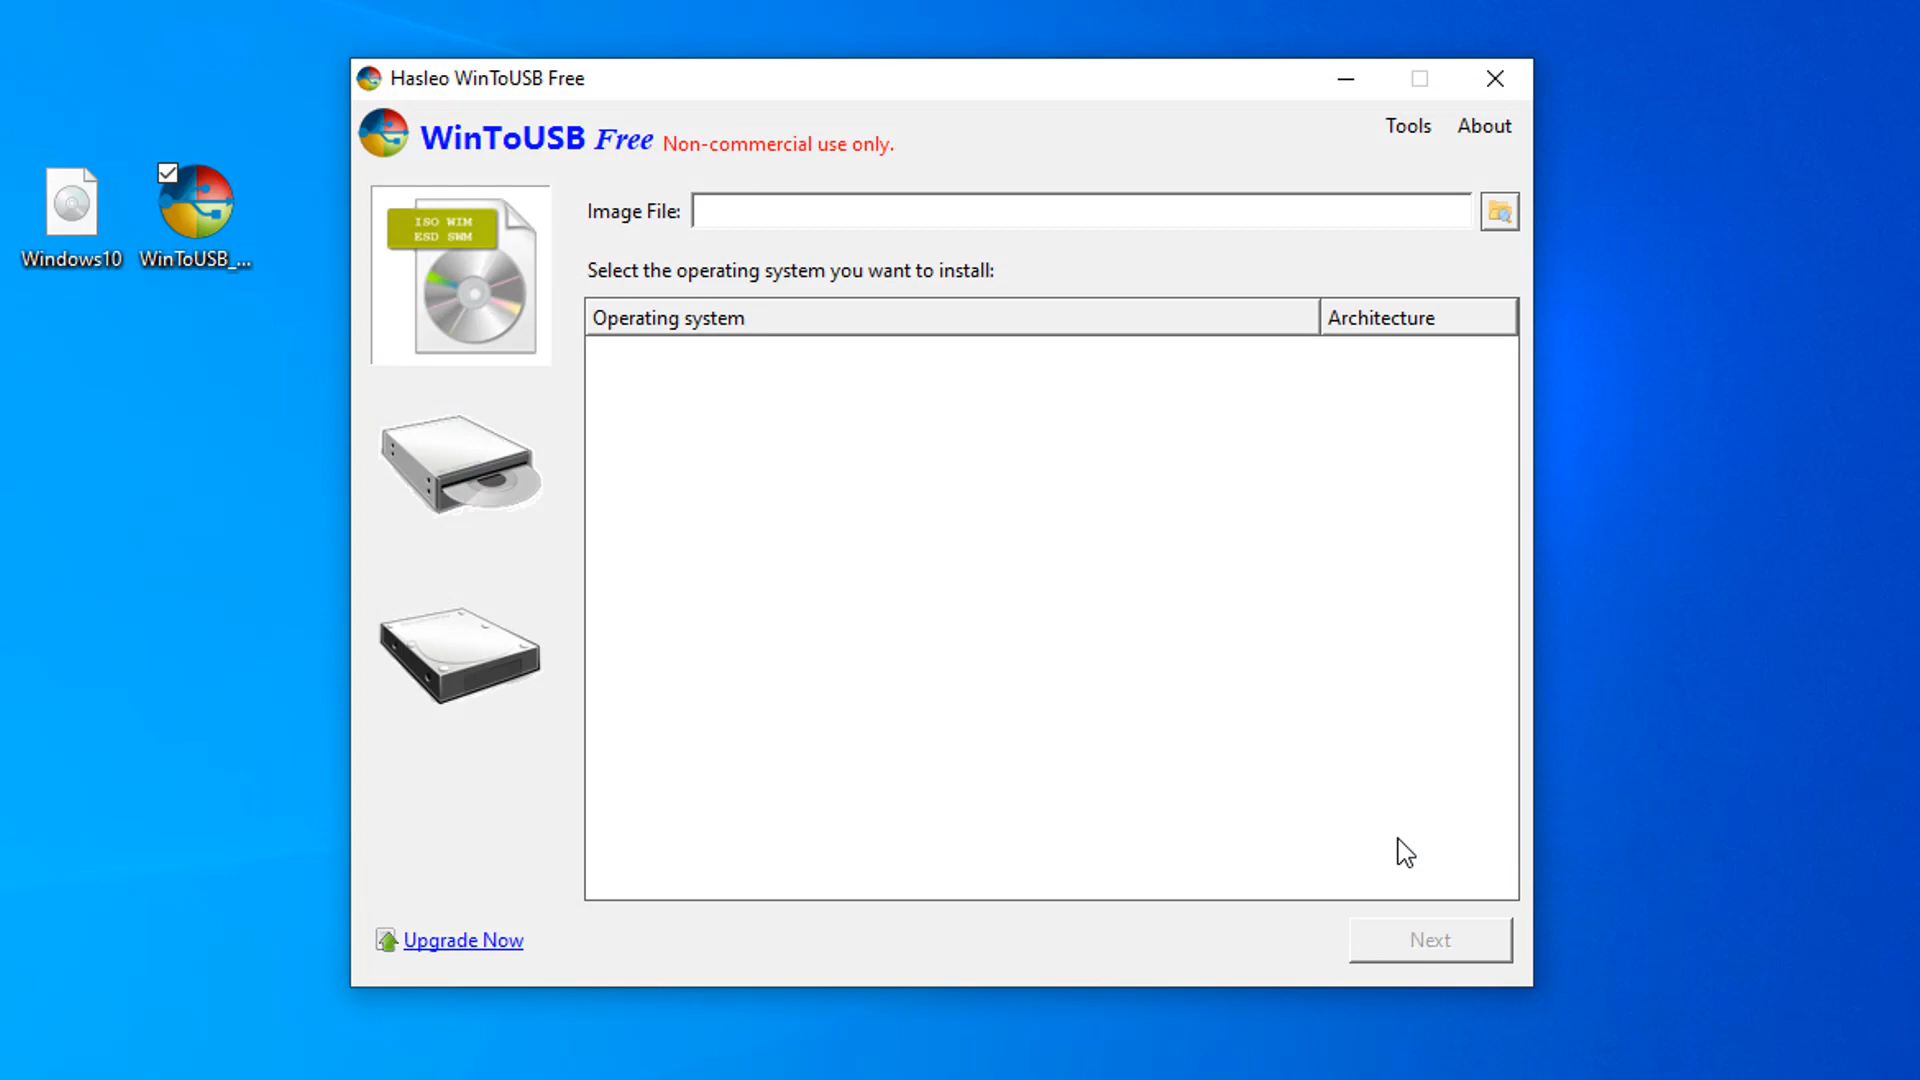 Hasleo WinToUSB Free
WinToUSB Free Non-commercial use only.
Tools About
Windows10
WinToUSB_...
ISO WIM
ESD SWM
Image File:
Select the operating system you want to install:
Operating system Architecture
Upgrade Now
Next